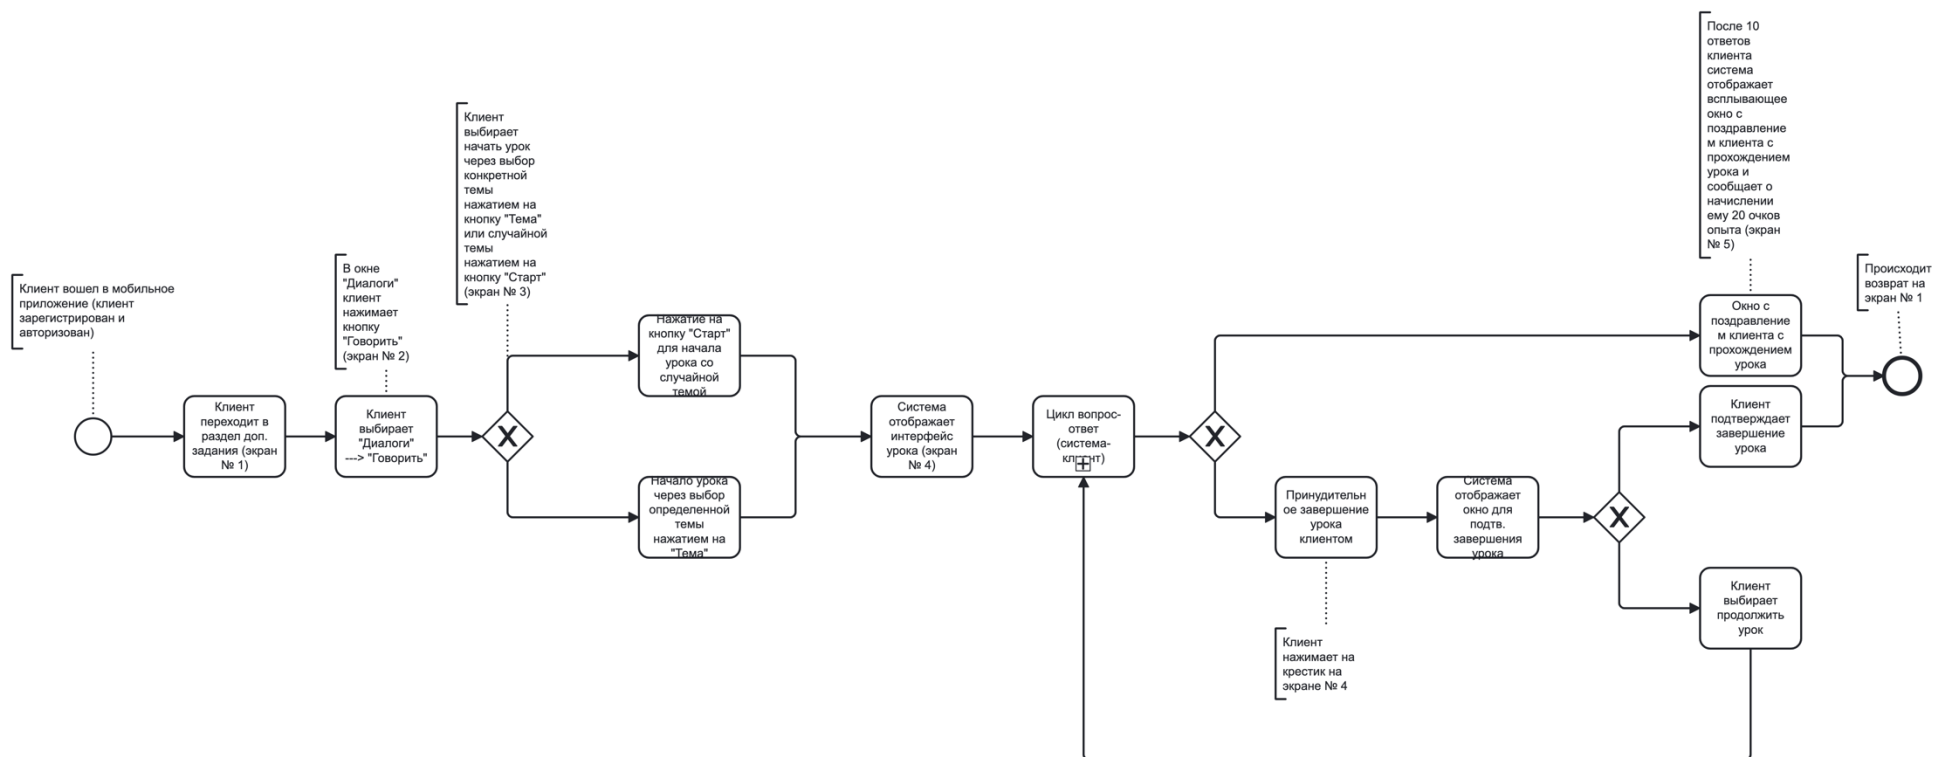 Клиент вошел в мобильное
приложение (клиент
зарегистрирован и
авторизован)
Клиент
переходит в
раздел доп.
задания (экран
№ 1)
В окне
"Диалоги"
клиент
нажимает
кнопку
"Говорить"
(экран № 2)
Клиент
выбирает
"Диалоги"
---> "Говорить"
Клиент
выбирает
начать урок
через выбор
конкретной
темы
нажатием на
кнопку "Тема"
или случайной
темы
нажатием на
кнопку "Старт"
(экран № 3)
X
Нажатие на
кнопку "Старт"
для начала
урока со
случайной
темой
Начало урока
через выбор
определенной
темы
нажатием на
"Тема"
Система
отображает
интерфейс
урока (экран
№ 4)
Цикл вопрос-
ответ
(система-
клиент)
X
Принудительн
ое завершение
урока
клиентом
Клиент
нажимает на
крестик на
экране № 4
Система
отображает
окно для
подтв.
завершения
урока
X
После 10
ответов
клиента
система
отображает
всплывающее
окно с
поздравление
м клиента с
прохождением
урока и
сообщает о
начислении
ему 20 очков
опыта (экран
№ 5)
Окно с
поздравление
м клиента с
прохождением
урока
Клиент
подтверждает
завершение
урока
Клиент
выбирает
продолжить
урок
Происходит
возврат на
экран № 1